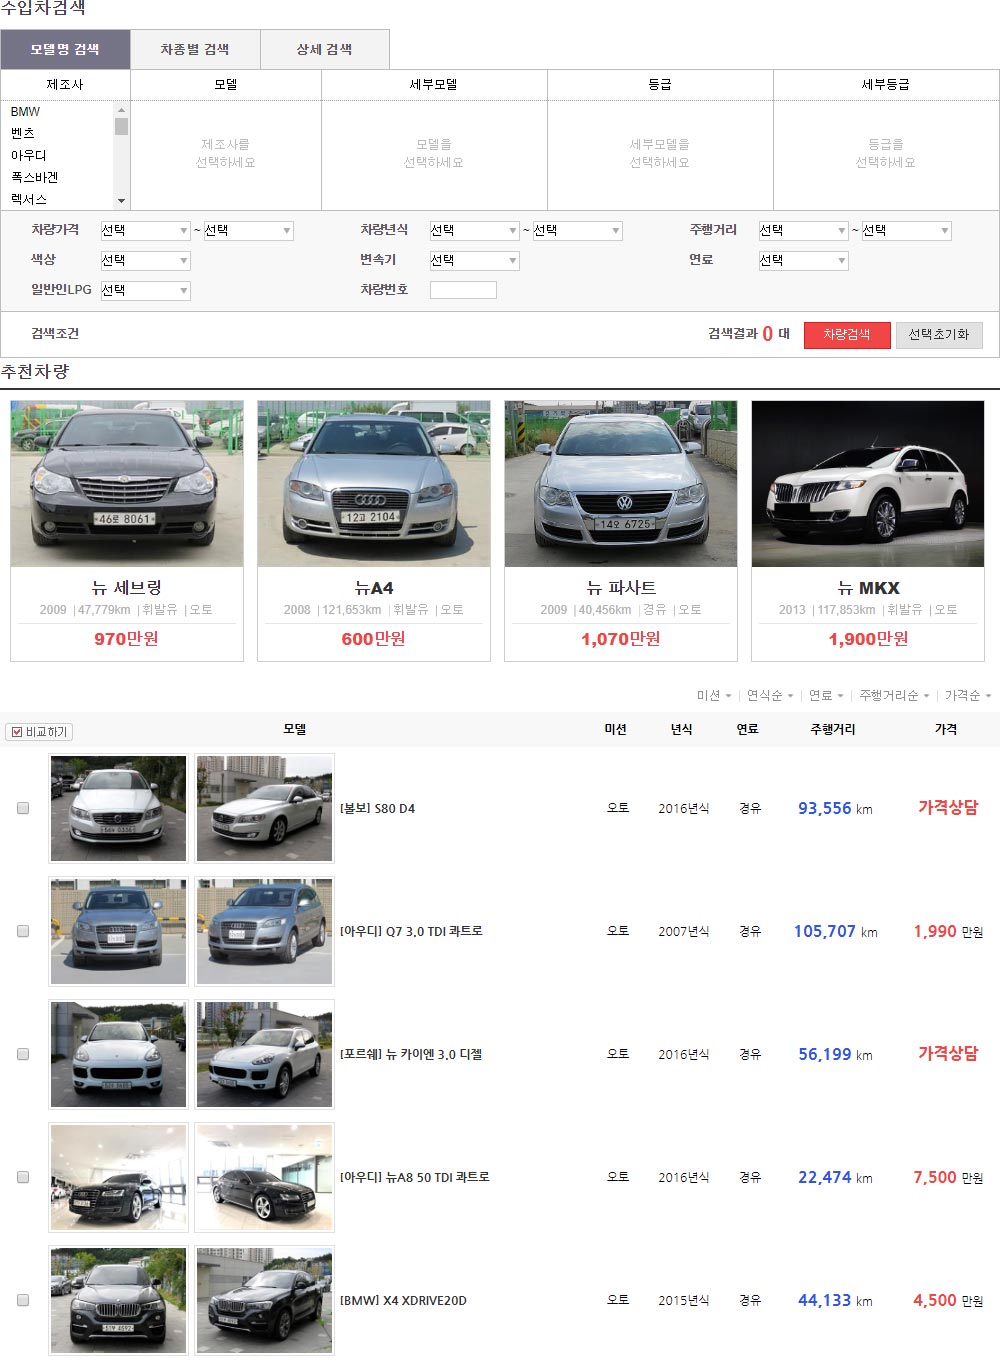 수입차검색
모델명 검색 차종별 검색 상세 검색
제조사 모델 세부모델 등급 세부등급
BMW
벤츠
아우디
폭스바겐
렉서스
제조사를
선택하세요
모델을
선택하세요
세부모델을
선택하세요
등급을
선택하세요
차량가격 선택 ~ 선택 차량년식 선택 ~ 선택 주행거리 선택 ~ 선택
색상 선택 변속기 선택 연료 선택
일반인LPG 선택 차량번호
검색조건 검색결과 0 대 차량검색 선택초기화
추천차량
46로 8061
12고 2104
14오 6725
뉴 세브링 뉴A4 뉴 파사트 뉴 MKX
2009 | 47,779km | 휘발유 | 오토 2008 | 121,653km | 휘발유 | 오토 2009 | 40,456km | 경유 | 오토 2013 | 117,853km | 휘발유 | 오토
970만원 600만원 1,070만원 1,900만원
미션 | 연식순 | 연료 | 주행거리순 | 가격순
비교하기 모델 미션 년식 연료 주행거리 가격
[볼보] S80 D4 오토 2016년식 경유 93,556 km 가격상담
[아우디] Q7 3.0 TDI 콰트로 오토 2007년식 경유 105,707 km 1,990 만원
[포르쉐] 뉴 카이엔 3.0 디젤 오토 2016년식 경유 56,199 km 가격상담
[아우디] 뉴A8 50 TDI 콰트로 오토 2016년식 경유 22,474 km 7,500 만원
[BMW] X4 XDRIVE20D 오토 2015년식 경유 44,133 km 4,500 만원